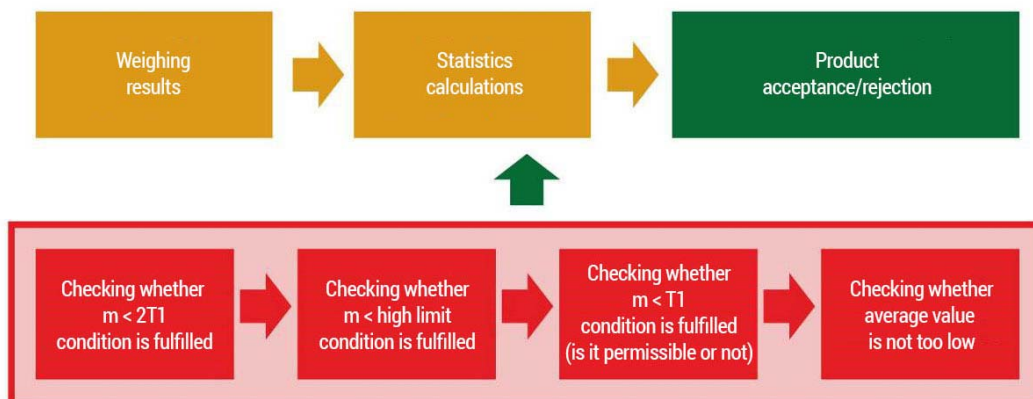 Weighing
results
Statistics
calculations
Product
acceptance/rejection
Checking whether
m < 2T1
condition is fulfilled
Checking whether
m < high limit
condition is fulfilled
Checking whether
m < T1
condition is fulfilled
(is it permissible or not)
Checking whether
average value
is not too low